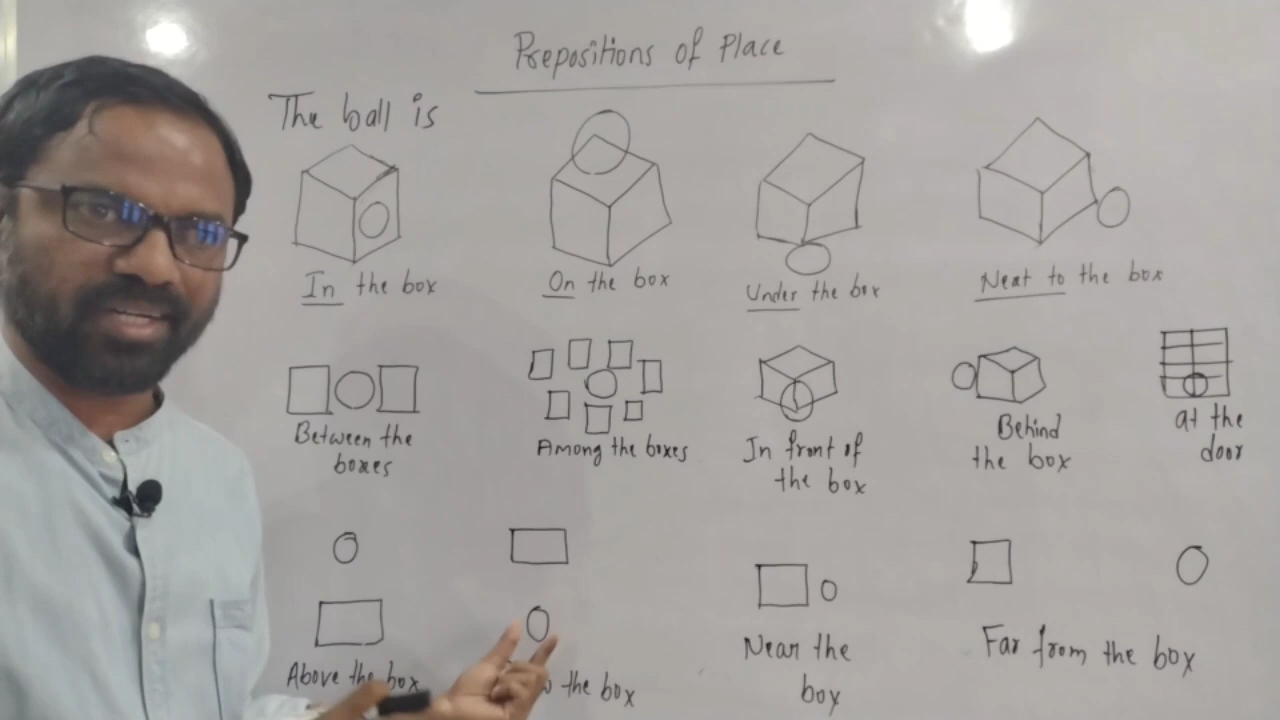 Prepositions of Place
The ball is
In the box
On the box
Under the box
Next to the box
Between the
boxes
Among the boxes
In front of
the box
Behind
the box
at the
door
Above the box
the box
Near the
box
Far from the box